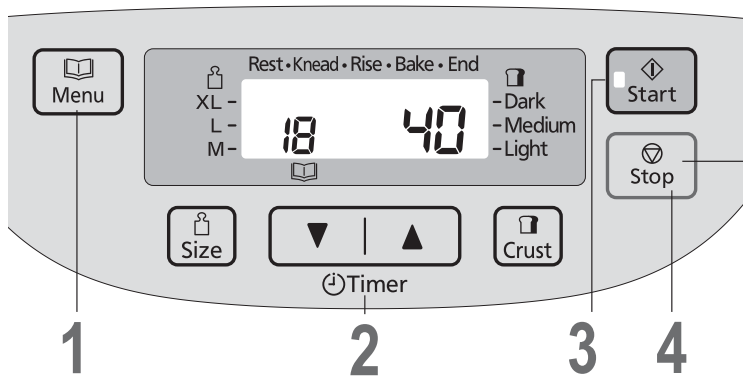 Menu
Rest • Knead • Rise • Bake • End
XL –
L –
M –
18
40
– Dark
– Medium
– Light
Start
Stop
Size
Crust
Timer
1
2
3
4